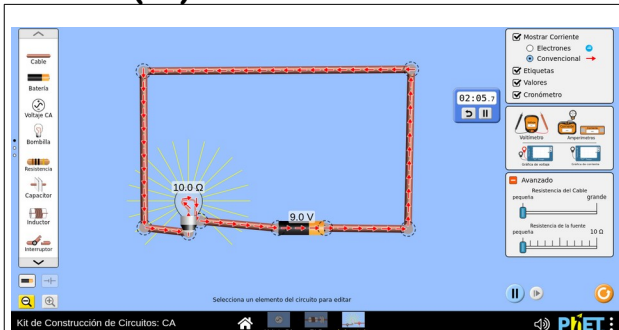 Cable
Batería
Voltaje CA
Bombilla
Resistencia
Capacitor
Inductor
Interruptor
10.0 Ω
9.0 V
02:05.7
Mostrar Corriente
Electrones
Convencional
Etiquetas
Valores
Cronómetro
Voltímetro
Amperímetros
Gráfica de voltaje
Gráfica de corriente
Avanzado
Resistencia del Cable
pequeña grande
Resistencia de la fuente
pequeña 10 Ω
Selecciona un elemento del circuito para editar
Kit de Construcción de Circuitos: CA
PhET